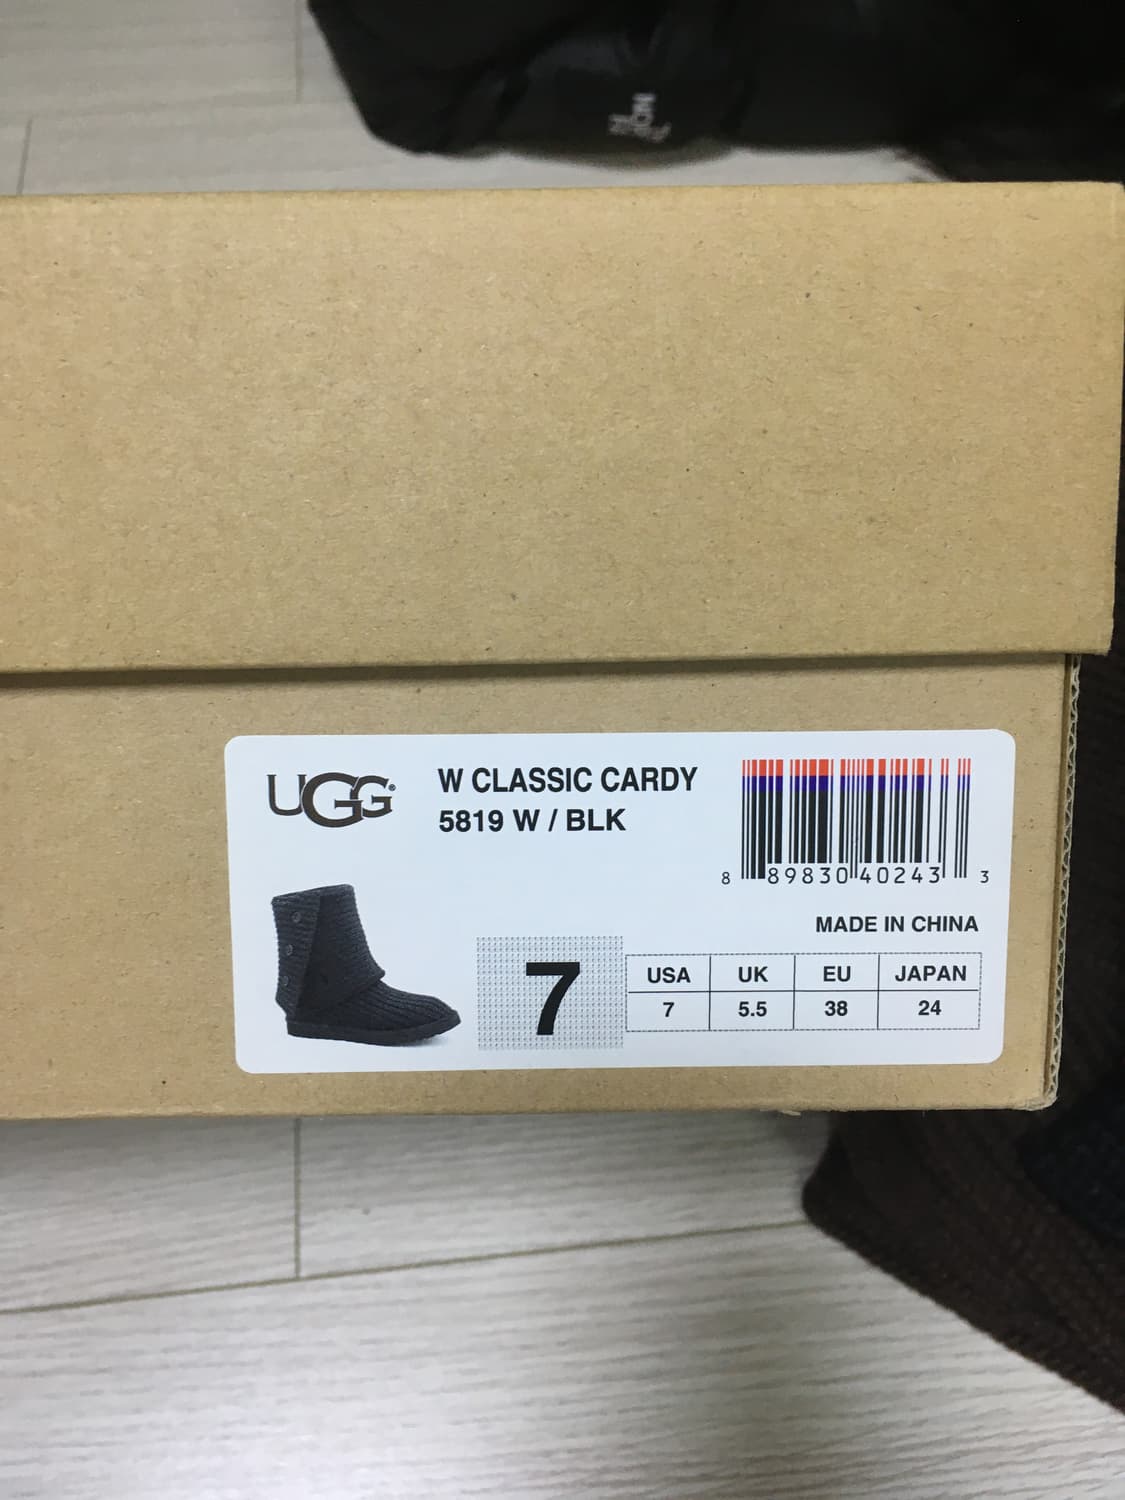 UGG®
W CLASSIC CARDY
5819 W / BLK
8 89830 40243 3
MADE IN CHINA
7
USA UK EU JAPAN
7 5.5 38 24